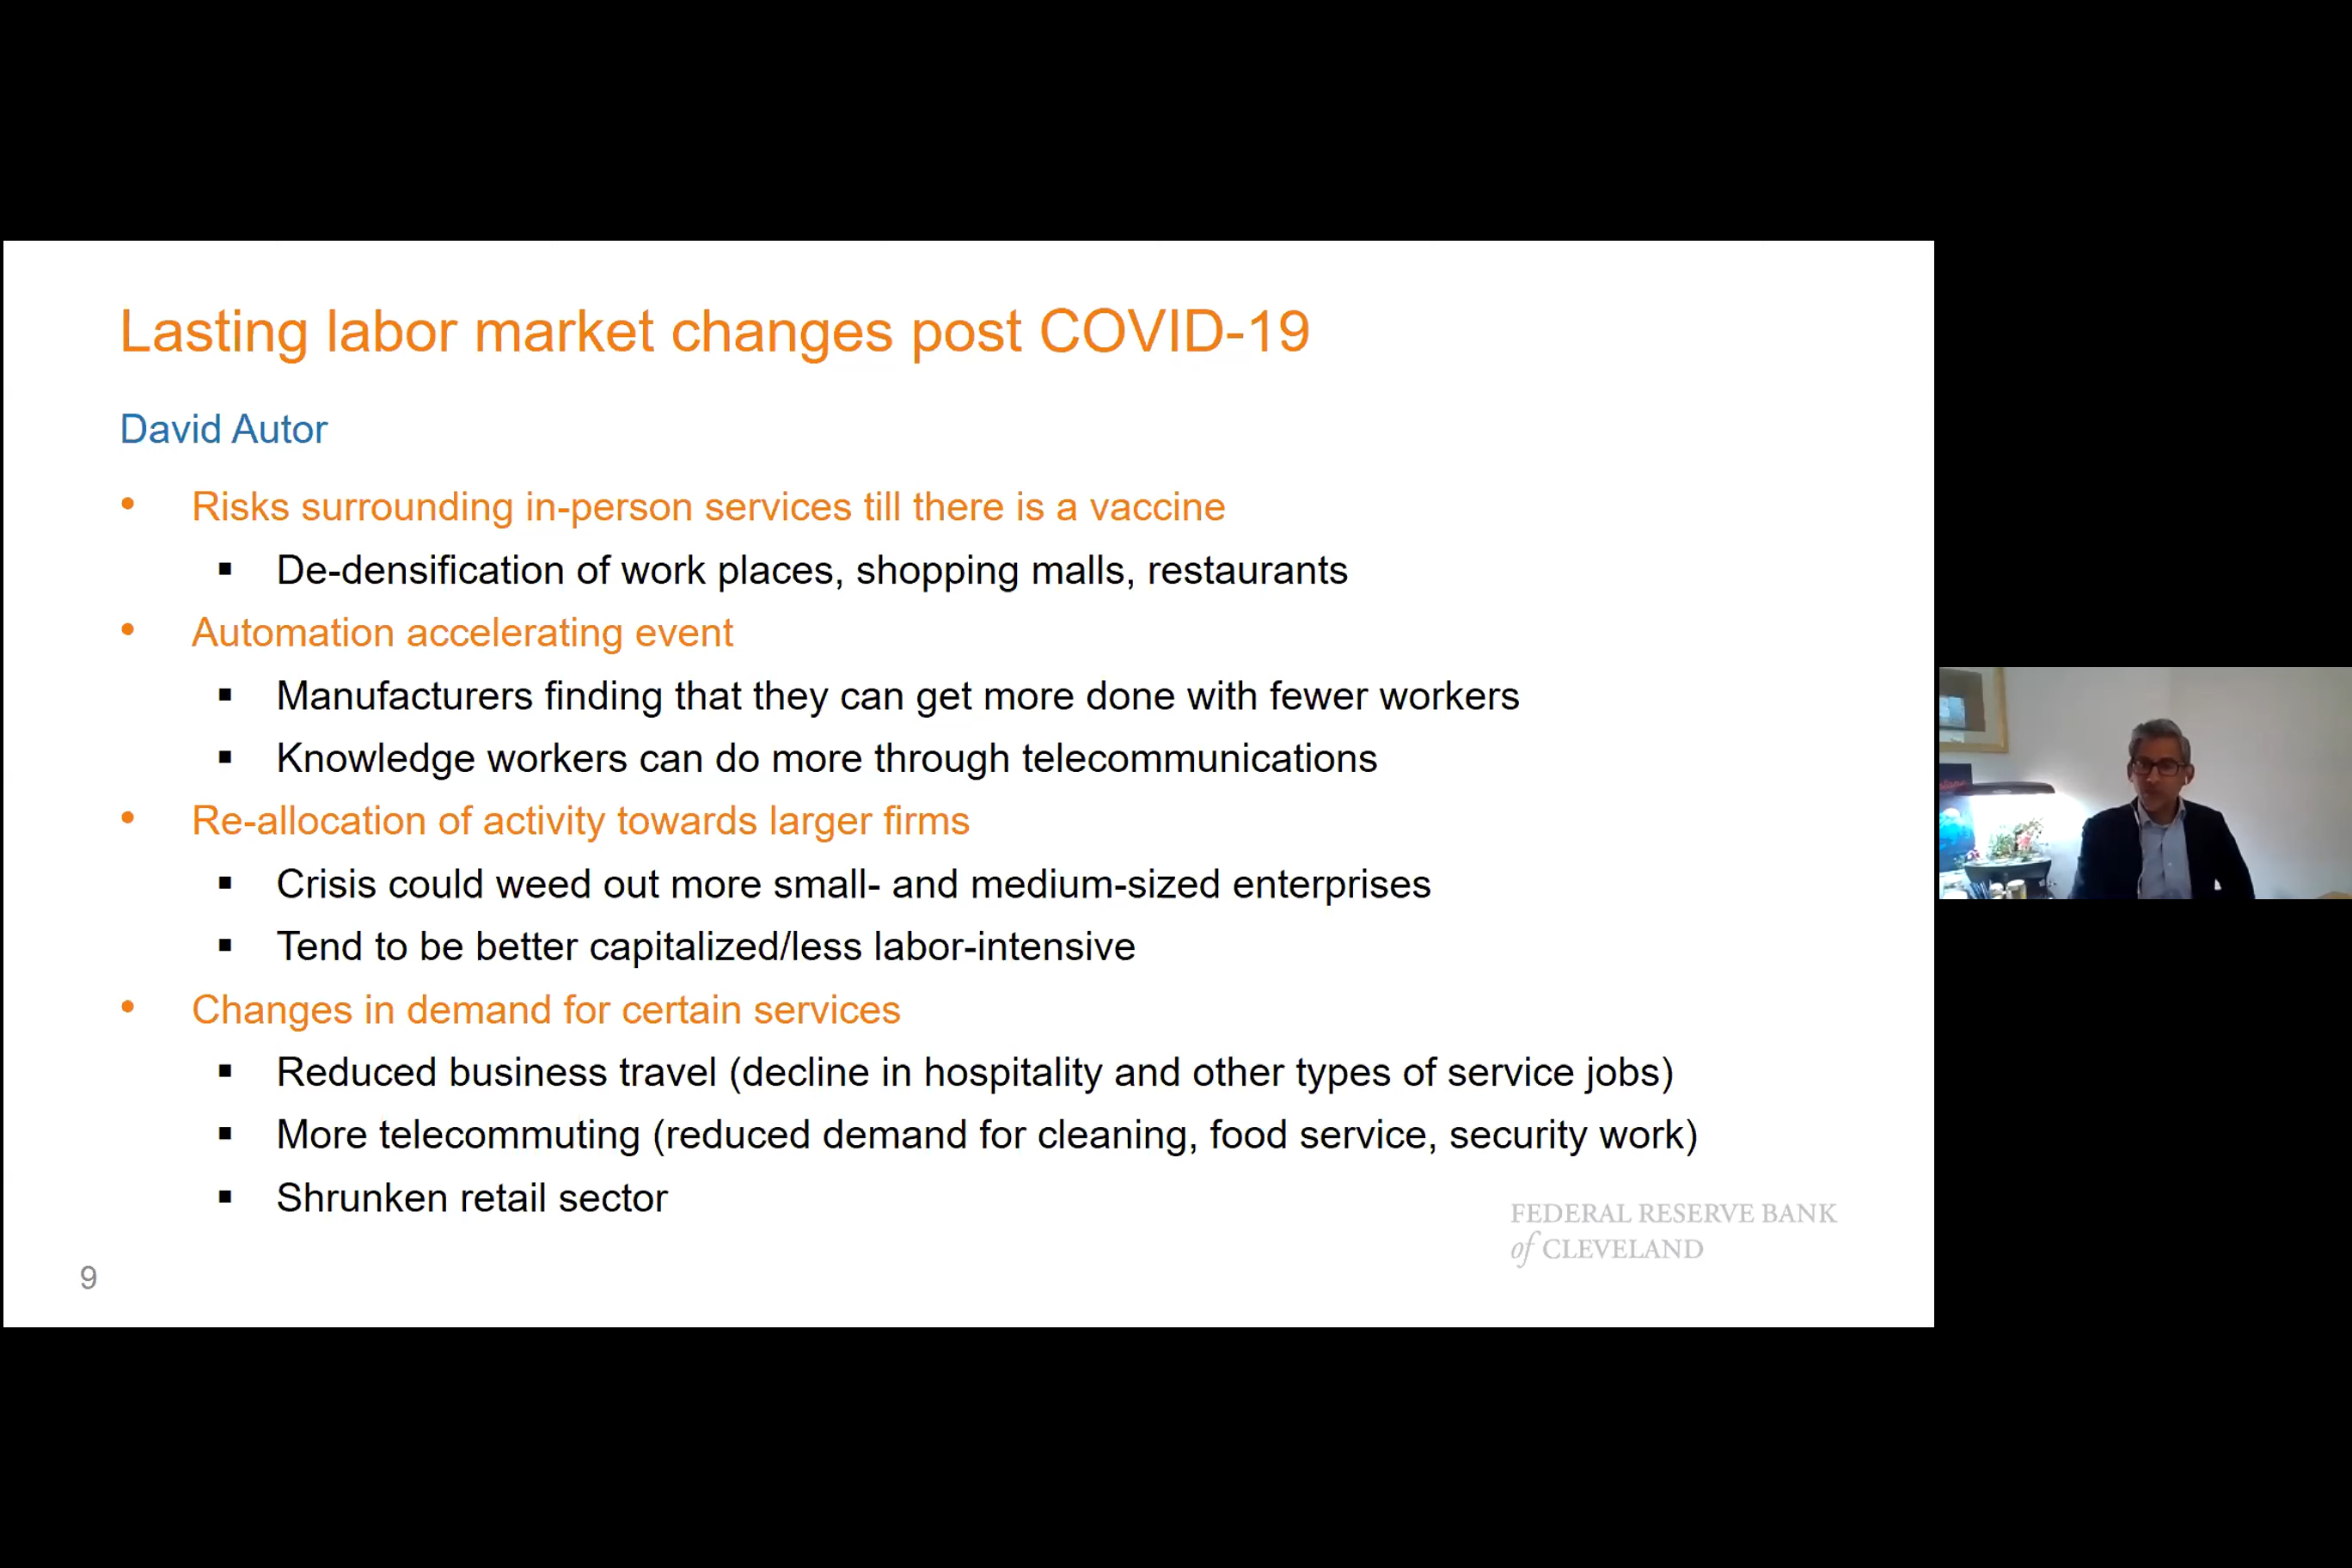 Lasting labor market changes post COVID-19
David Autor
• Risks surrounding in-person services till there is a vaccine
▪ De-densification of work places, shopping malls, restaurants
• Automation accelerating event
▪ Manufacturers finding that they can get more done with fewer workers
▪ Knowledge workers can do more through telecommunications
• Re-allocation of activity towards larger firms
▪ Crisis could weed out more small- and medium-sized enterprises
▪ Tend to be better capitalized/less labor-intensive
• Changes in demand for certain services
▪ Reduced business travel (decline in hospitality and other types of service jobs)
▪ More telecommuting (reduced demand for cleaning, food service, security work)
▪ Shrunken retail sector
FEDERAL RESERVE BANK
of CLEVELAND
9